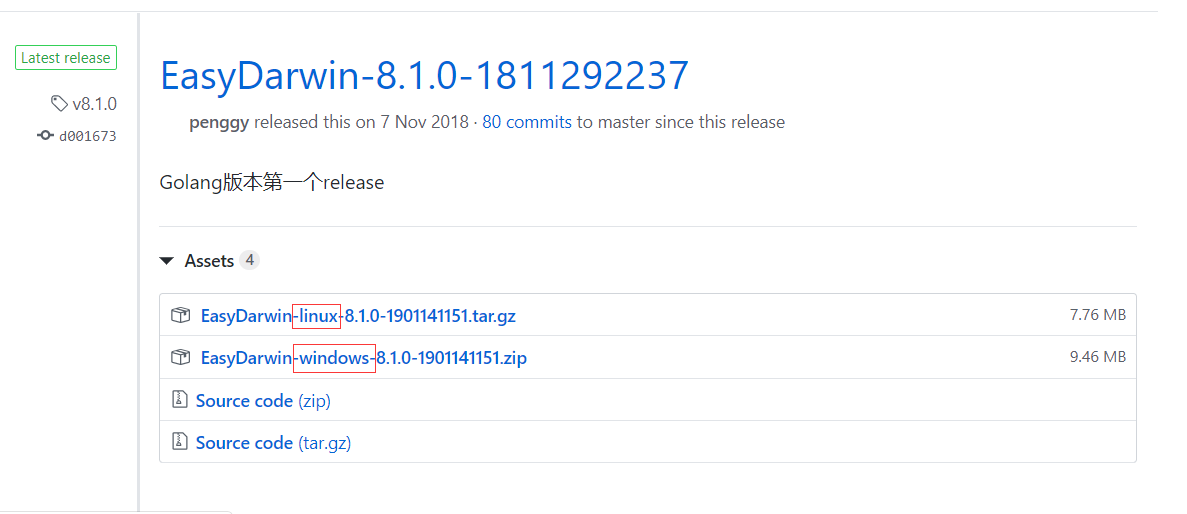 Latest release
v8.1.0
d001673
EasyDarwin-8.1.0-1811292237
penggy released this on 7 Nov 2018 · 80 commits to master since this release
Golang版本第一个release
Assets 4
EasyDarwin-linux-8.1.0-1901141151.tar.gz 7.76 MB
EasyDarwin-windows-8.1.0-1901141151.zip 9.46 MB
Source code (zip)
Source code (tar.gz)